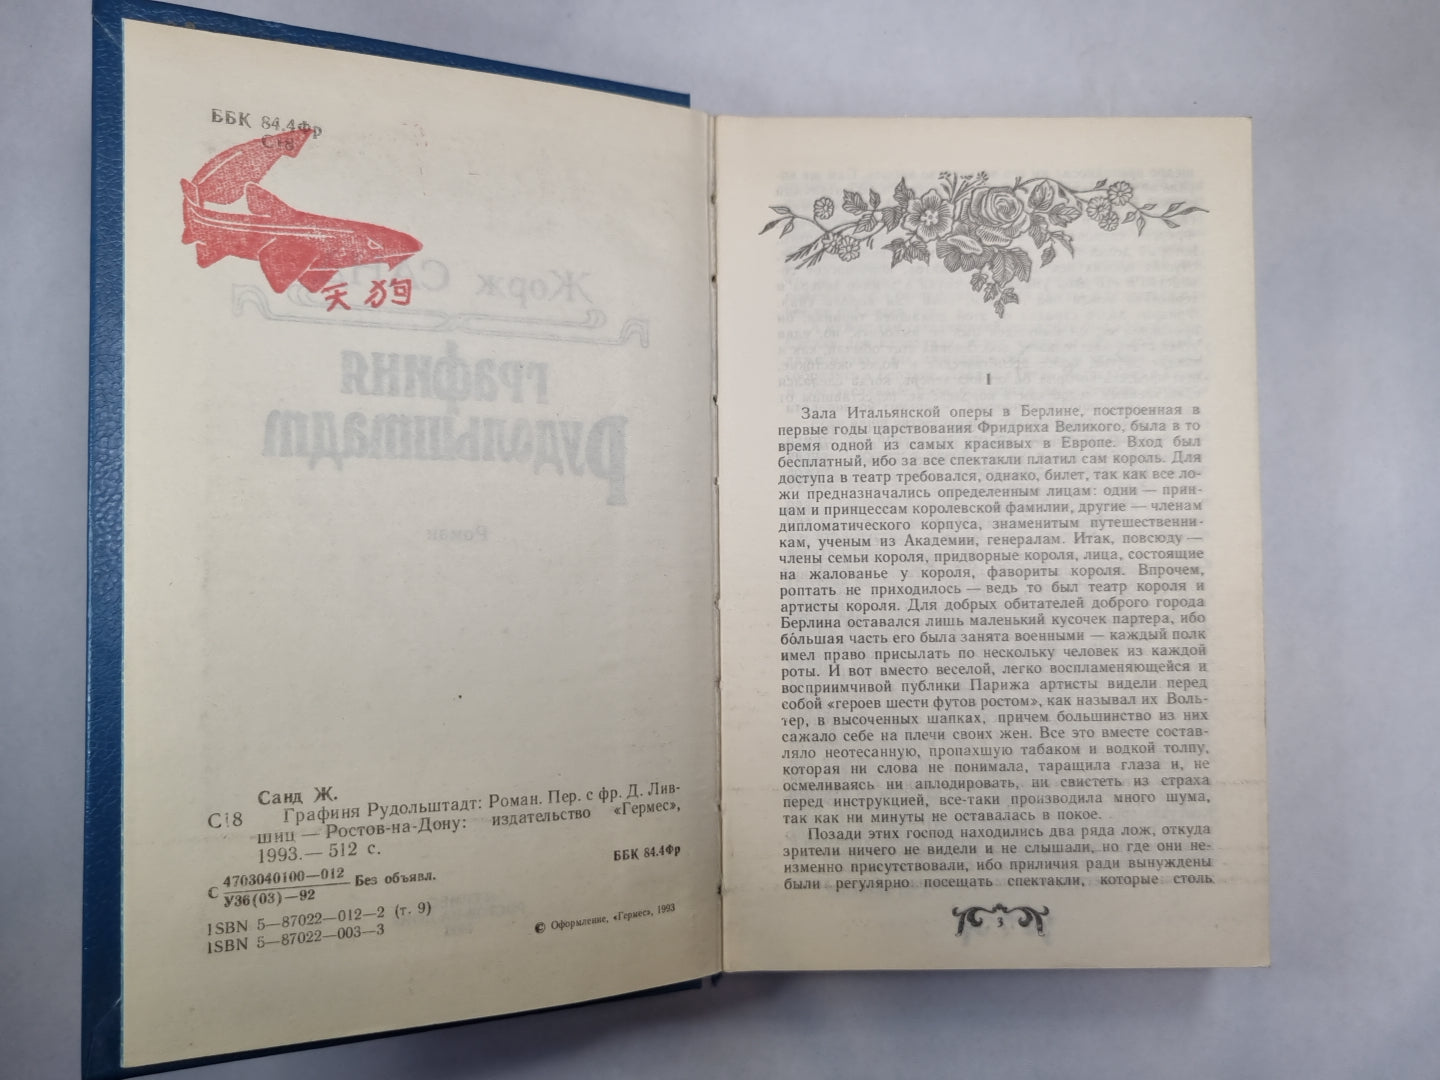 ББК 84.4Фр
С18
天狗
Жорж
графиня
Рудольштадт
Роман
Санд Ж.
С18 Графиня Рудольштадт: Роман. Пер. с фр. Д. Лив-
шиц — Ростов-на-Дону: издательство «Гермес»,
1993.— 512 с.
ББК 84.4Фр
С 4703040100—012 Без объявл.
У36(03)—92
ISBN 5—87022—012—2 (т. 9)
ISBN 5—87022—003—3
© Оформление, «Гермес», 1993
I
Зала Итальянской оперы в Берлине, построенная в
первые годы царствования Фридриха Великого, была в то
время одной из самых красивых в Европе. Вход был
бесплатный, ибо за все спектакли платил сам король. Для
доступа в театр требовался, однако, билет, так как все ло-
жи предназначались определенным лицам: одни — прин-
цам и принцессам королевской фамилии, другие — членам
дипломатического корпуса, знаменитым путешественни-
кам, ученым из Академии, генералам. Итак, повсюду —
члены семьи короля, придворные короля, лица, состоящие
на жалованье у короля, фавориты короля. Впрочем,
роптать не приходилось — ведь то был театр короля и
артисты короля. Для добрых обитателей доброго города
Берлина оставался лишь маленький кусочек партера, ибо
бо́льшая часть его была занята военными — каждый полк
имел право присылать по нескольку человек из каждой
роты. И вот вместо веселой, легко воспламеняющейся и
восприимчивой публики Парижа артисты видели перед
собой «героев шести футов ростом», как называл их Воль-
тер, в высоченных шапках, причем большинство из них
сажало себе на плечи своих жен. Все это вместе состав-
ляло неотесанную, пропахшую табаком и водкой толпу,
которая ни слова не понимала, таращила глаза и, не
осмеливаясь ни аплодировать, ни свистеть из страха
перед инструкцией, все-таки производила много шума,
так как ни минуты не оставалась в покое.
Позади этих господ находились два ряда лож, откуда
зрители ничего не видели и не слышали, но где они не-
изменно присутствовали, ибо приличия ради вынуждены
были регулярно посещать спектакли, которые столь
3